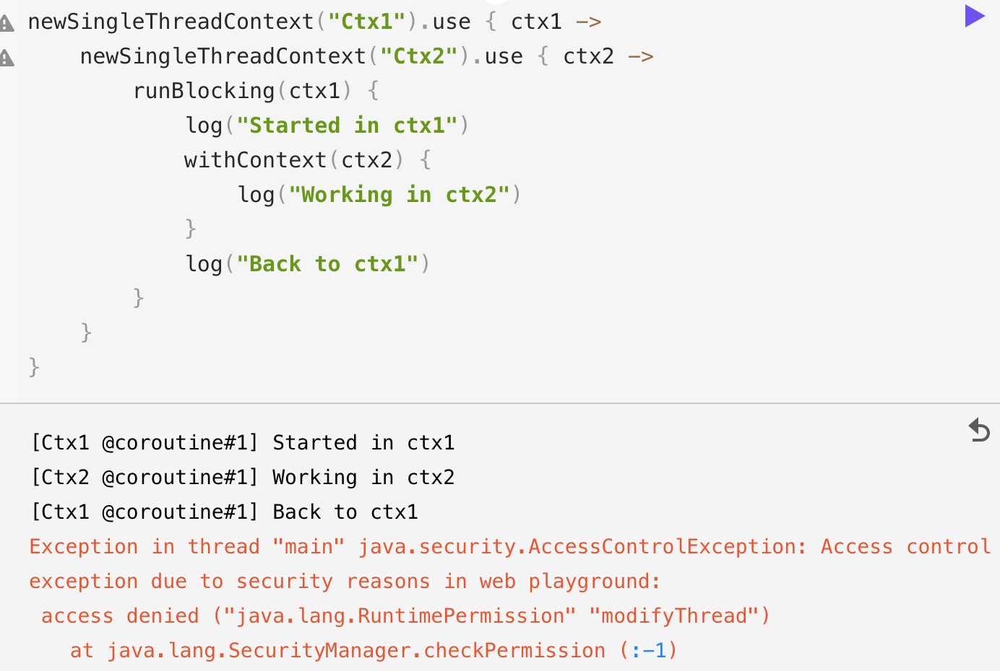 newSingleThreadContext("Ctx1").use { ctx1 ->
    newSingleThreadContext("Ctx2").use { ctx2 ->
        runBlocking(ctx1) {
            log("Started in ctx1")
            withContext(ctx2) {
                log("Working in ctx2")
            }
            log("Back to ctx1")
        }
    }
}
[Ctx1 @coroutine#1] Started in ctx1
[Ctx2 @coroutine#1] Working in ctx2
[Ctx1 @coroutine#1] Back to ctx1
Exception in thread "main" java.security.AccessControlException: Access control
exception due to security reasons in web playground:
 access denied ("java.lang.RuntimePermission" "modifyThread")
   at java.lang.SecurityManager.checkPermission (:-1)